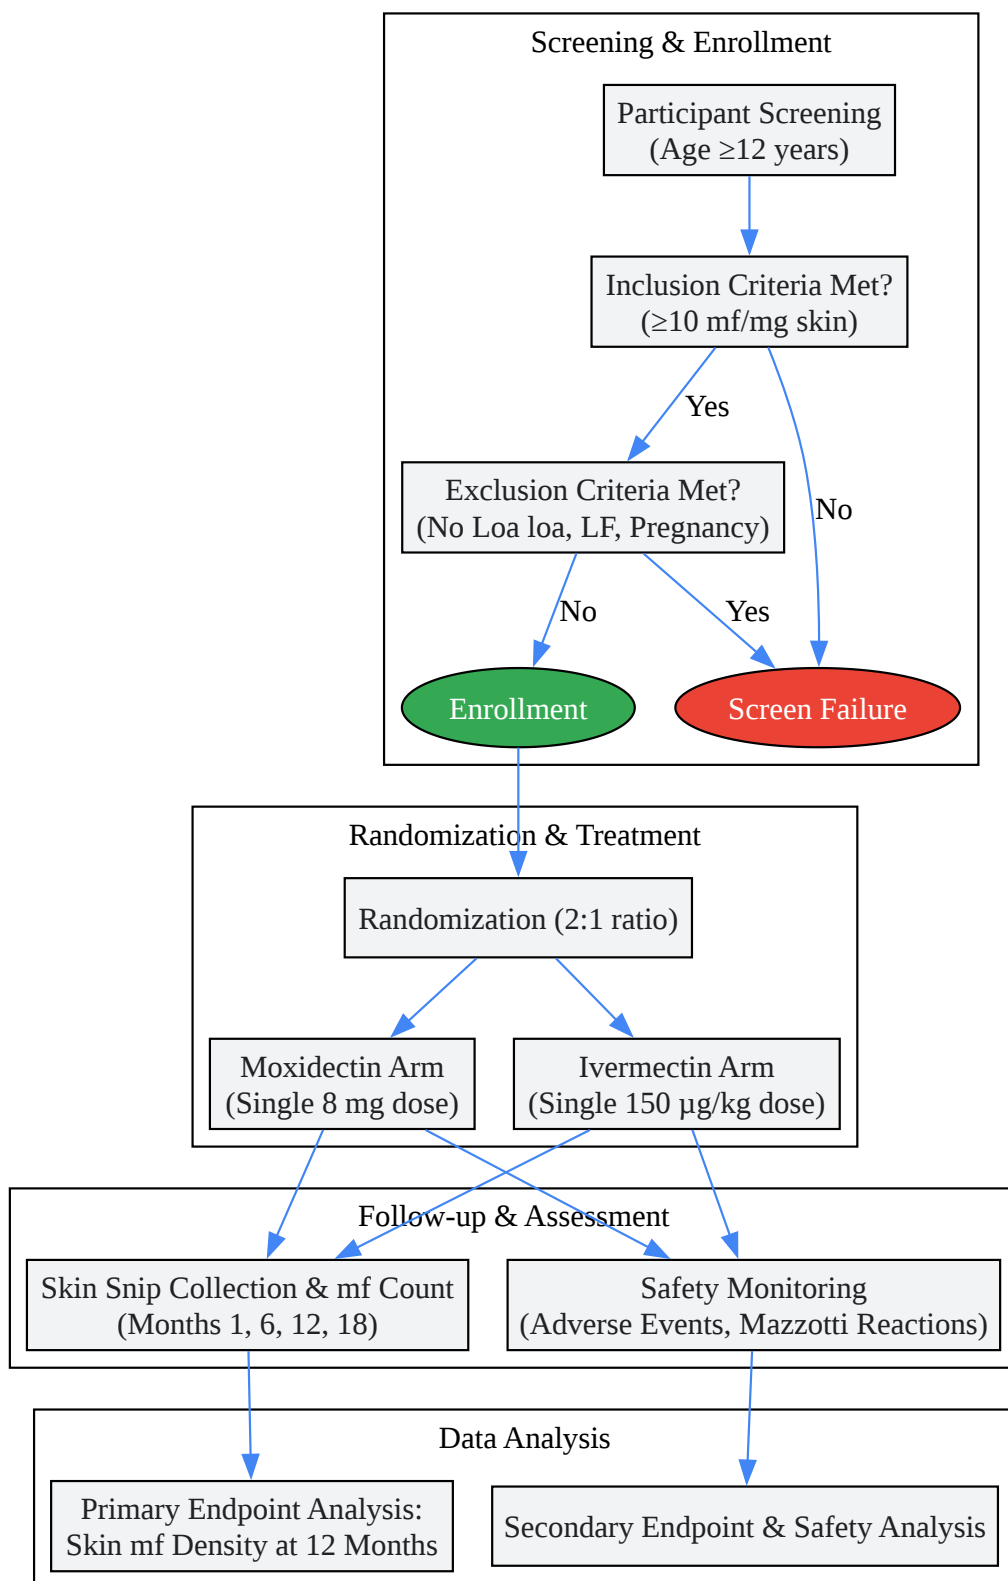 Screening & Enrollment
Participant Screening
(Age ≥12 years)
Inclusion Criteria Met?
(≥10 mf/mg skin)
Yes
Exclusion Criteria Met?
(No Loa loa, LF, Pregnancy)
No
No
Yes
Enrollment
Screen Failure
Randomization & Treatment
Randomization (2:1 ratio)
Moxidectin Arm
(Single 8 mg dose)
Ivermectin Arm
(Single 150 µg/kg dose)
Follow-up & Assessment
Skin Snip Collection & mf Count
(Months 1, 6, 12, 18)
Safety Monitoring
(Adverse Events, Mazzotti Reactions)
Data Analysis
Primary Endpoint Analysis:
Skin mf Density at 12 Months
Secondary Endpoint & Safety Analysis